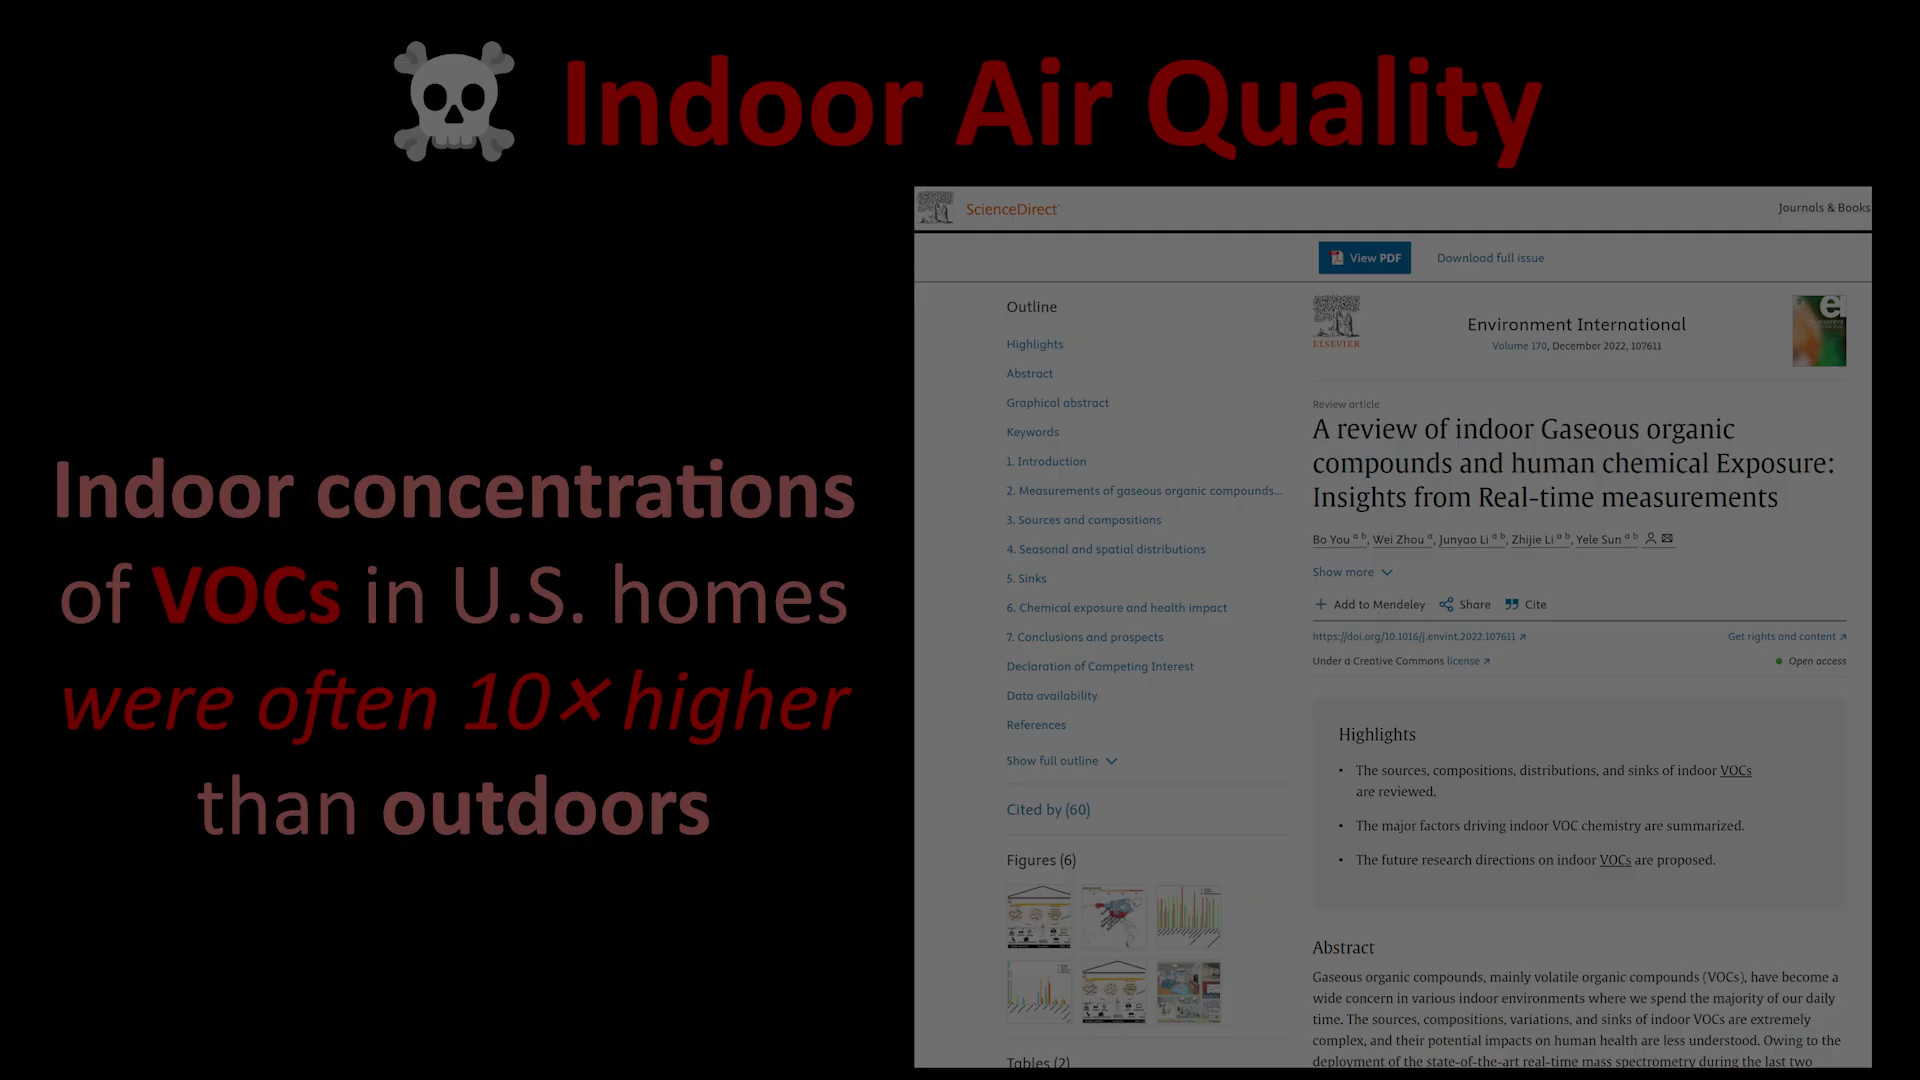 Indoor Air Quality
Indoor concentrations
of VOCs in U.S. homes
were often 10× higher
than outdoors
ScienceDirect
Journals & Books
View PDF
Download full issue
Outline
Highlights
Abstract
Graphical abstract
Keywords
1. Introduction
2. Measurements of gaseous organic compounds...
3. Sources and compositions
4. Seasonal and spatial distributions
5. Sinks
6. Chemical exposure and health impact
7. Conclusions and prospects
Declaration of Competing Interest
Data availability
References
Show full outline
Cited by (60)
Figures (6)
Tables (2)
ELSEVIER
Environment International
Volume 170, December 2022, 107611
Review article
A review of indoor Gaseous organic
compounds and human chemical Exposure:
Insights from Real-time measurements
Bo You a b, Wei Zhou a, Junyao Li a b, Zhijie Li a b, Yele Sun a b
Show more
Add to Mendeley Share Cite
https://doi.org/10.1016/j.envint.2022.107611
Get rights and content
Under a Creative Commons license
Open access
Highlights
• The sources, compositions, distributions, and sinks of indoor VOCs
are reviewed.
• The major factors driving indoor VOC chemistry are summarized.
• The future research directions on indoor VOCs are proposed.
Abstract
Gaseous organic compounds, mainly volatile organic compounds (VOCs), have become a
wide concern in various indoor environments where we spend the majority of our daily
time. The sources, compositions, variations, and sinks of indoor VOCs are extremely
complex, and their potential impacts on human health are less understood. Owing to the
deployment of the state-of-the-art real-time mass spectrometry during the last two